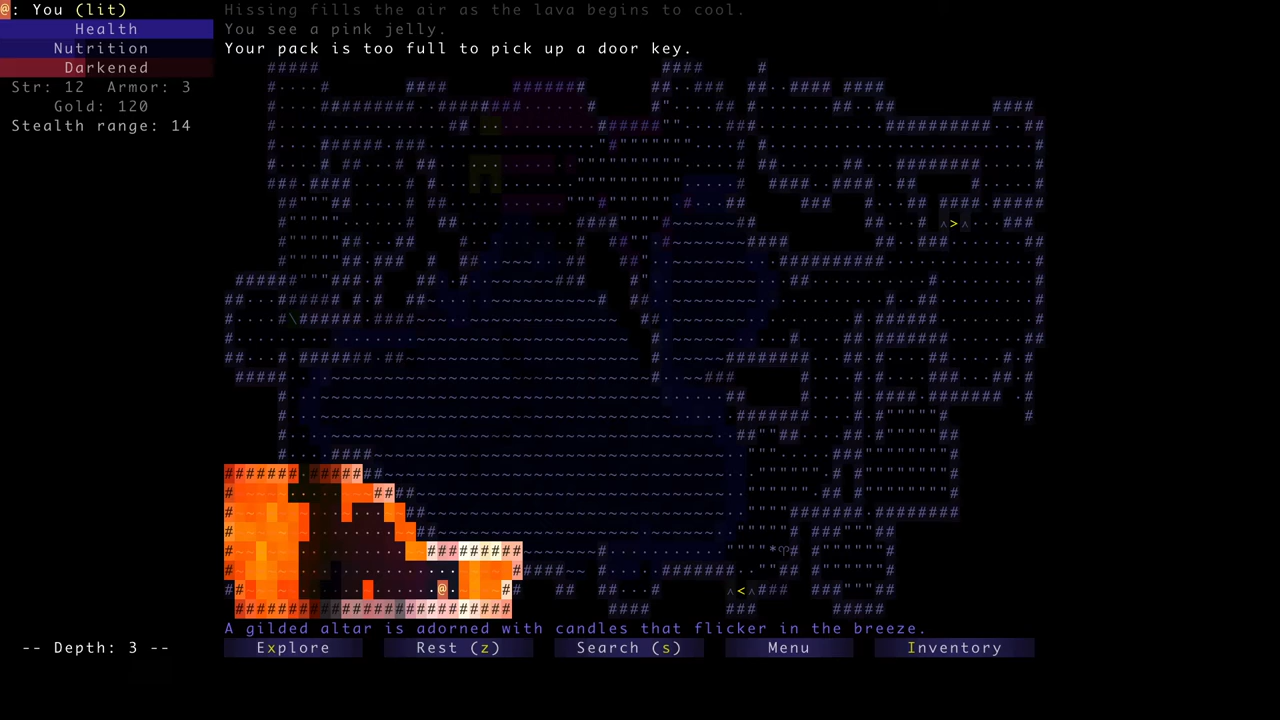 @: You (lit)
Health
Nutrition
Darkened
Str: 12 Armor: 3
Gold: 120
Stealth range: 14
Hissing fills the air as the lava begins to cool.
You see a pink jelly.
Your pack is too full to pick up a door key.
A gilded altar is adorned with candles that flicker in the breeze.
-- Depth: 3 --
Explore
Rest (z)
Search (s)
Menu
Inventory